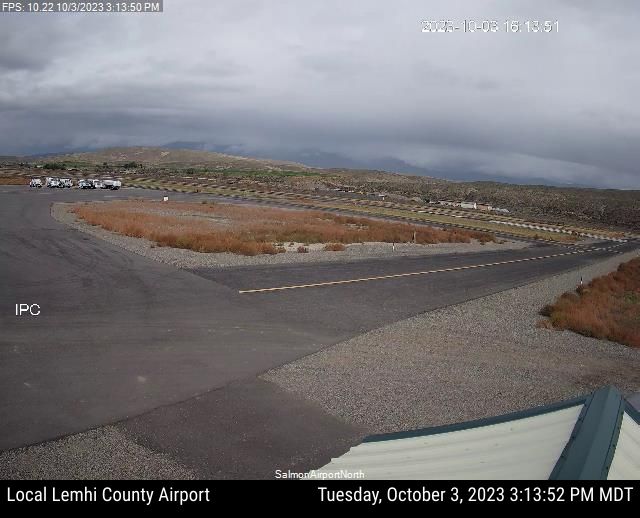 FPS: 10.22 10/3/2023 3:13:50 PM
2023-10-03 16:13:51
IPC
SalmonAirportNorth
Local Lemhi County Airport
Tuesday, October 3, 2023 3:13:52 PM MDT